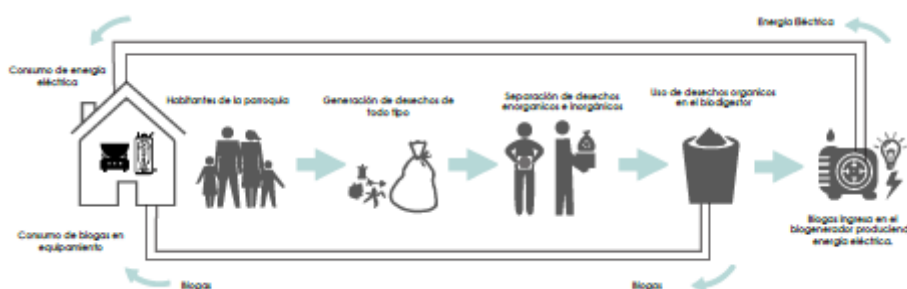 Energía Eléctrica
Consumo de energía
eléctrica
Habitantes de la parroquia
Generación de desechos de
todo tipo
Separación de desechos
enorganicos e inorgánicos
Uso de desechos organicos
en el biodigestor
Consumo de biogas en
equipamiento
Biogas ingresa en el
biogenerador produciendo
energía eléctrica.
Biogas
Biogas